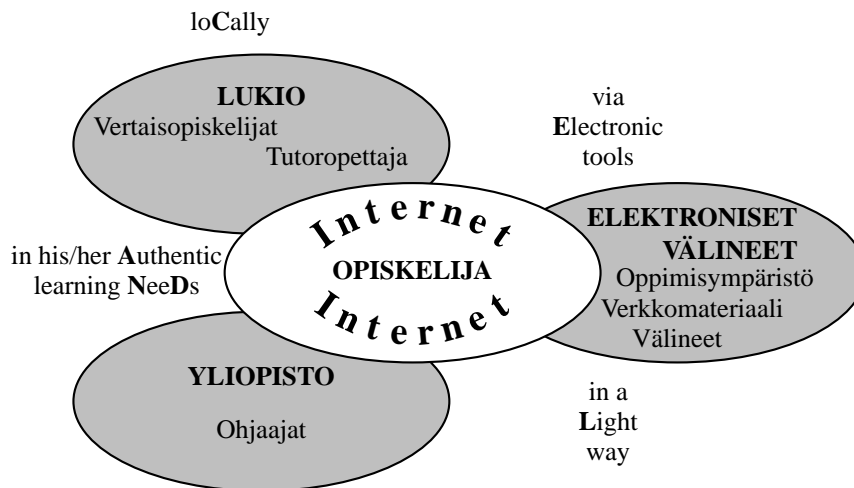 loCally
LUKIO
Vertaisopiskelijat
Tutoropettaja
via
Electronic
tools
Internet
OPISKELIJA
Internet
ELEKTRONISET
VÄLINEET
Oppimisympäristö
Verkkomateriaali
Välineet
in his/her Authentic
learning NeeDs
YLIOPISTO
Ohjaajat
in a
Light
way